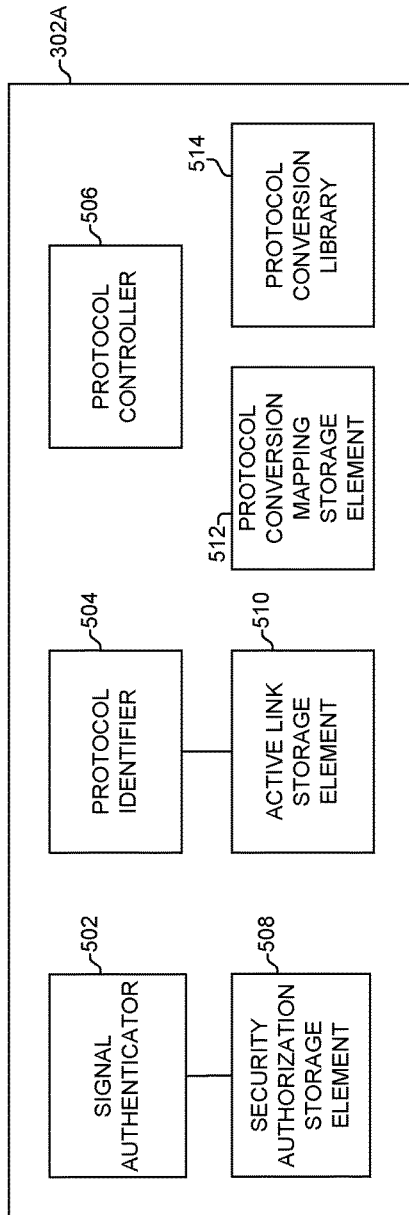 302A
502
SIGNAL
AUTHENTICATOR
504
PROTOCOL
IDENTIFIER
506
PROTOCOL
CONTROLLER
508
SECURITY
AUTHORIZATION
STORAGE
ELEMENT
510
ACTIVE LINK
STORAGE
ELEMENT
512
PROTOCOL
CONVERSION
MAPPING
STORAGE
ELEMENT
514
PROTOCOL
CONVERSION
LIBRARY